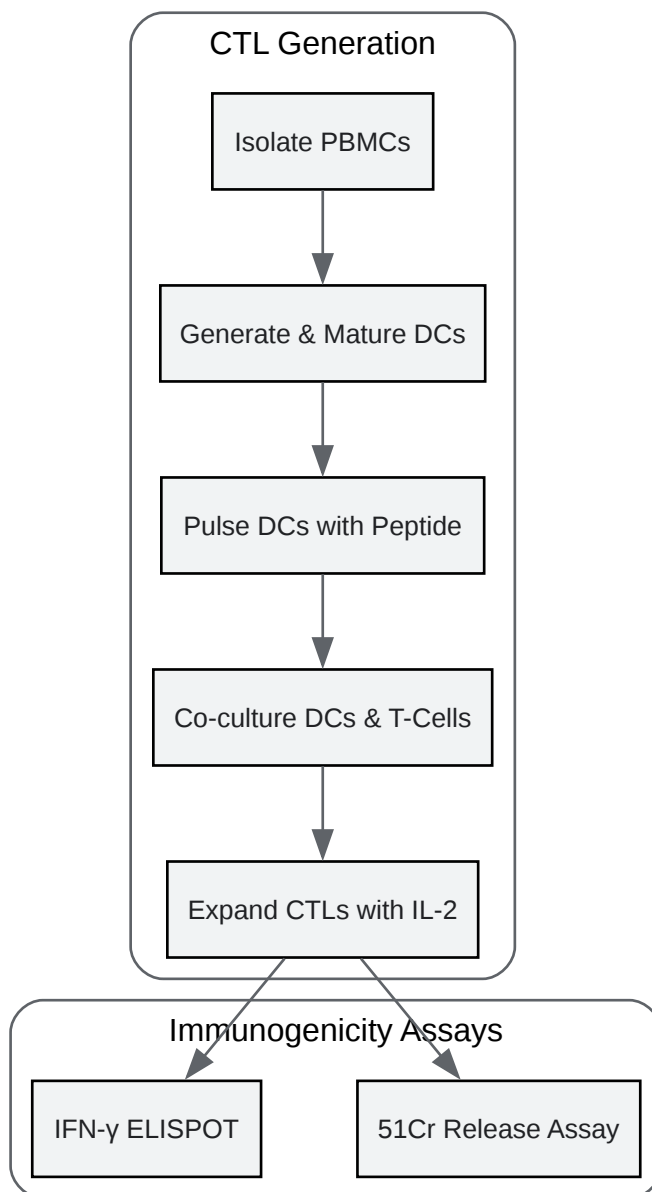 CTL Generation
Isolate PBMCs
Generate & Mature DCs
Pulse DCs with Peptide
Co-culture DCs & T-Cells
Expand CTLs with IL-2
Immunogenicity Assays
IFN-γ ELISPOT
51Cr Release Assay